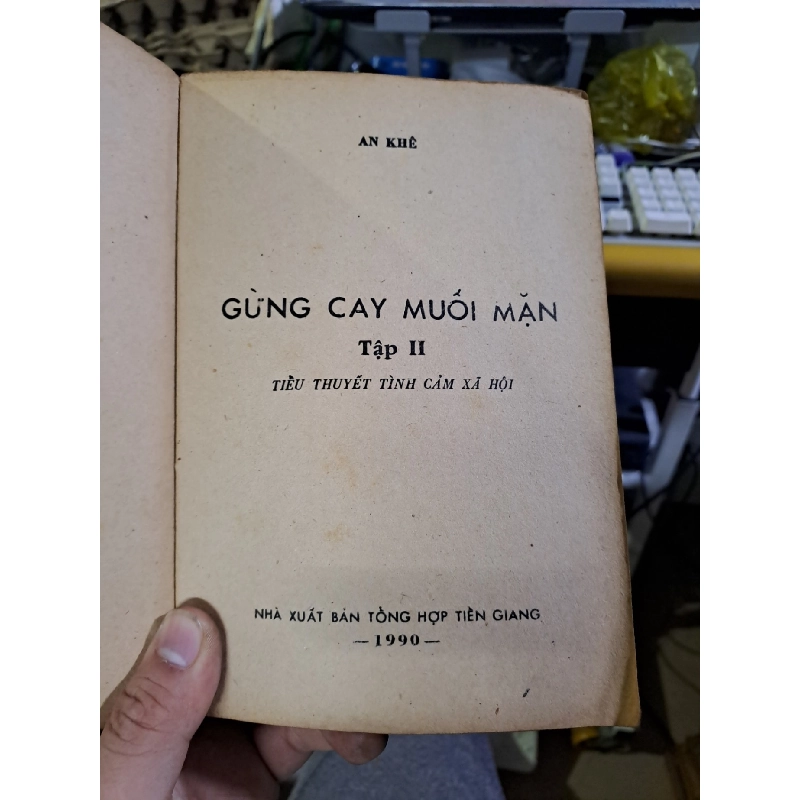 AN KHÊ
GỪNG CAY MUỐI MẶN
Tập II
TIỂU THUYẾT TÌNH CẢM XÃ HỘI
NHÀ XUẤT BẢN TỔNG HỢP TIỀN GIANG
—1990—